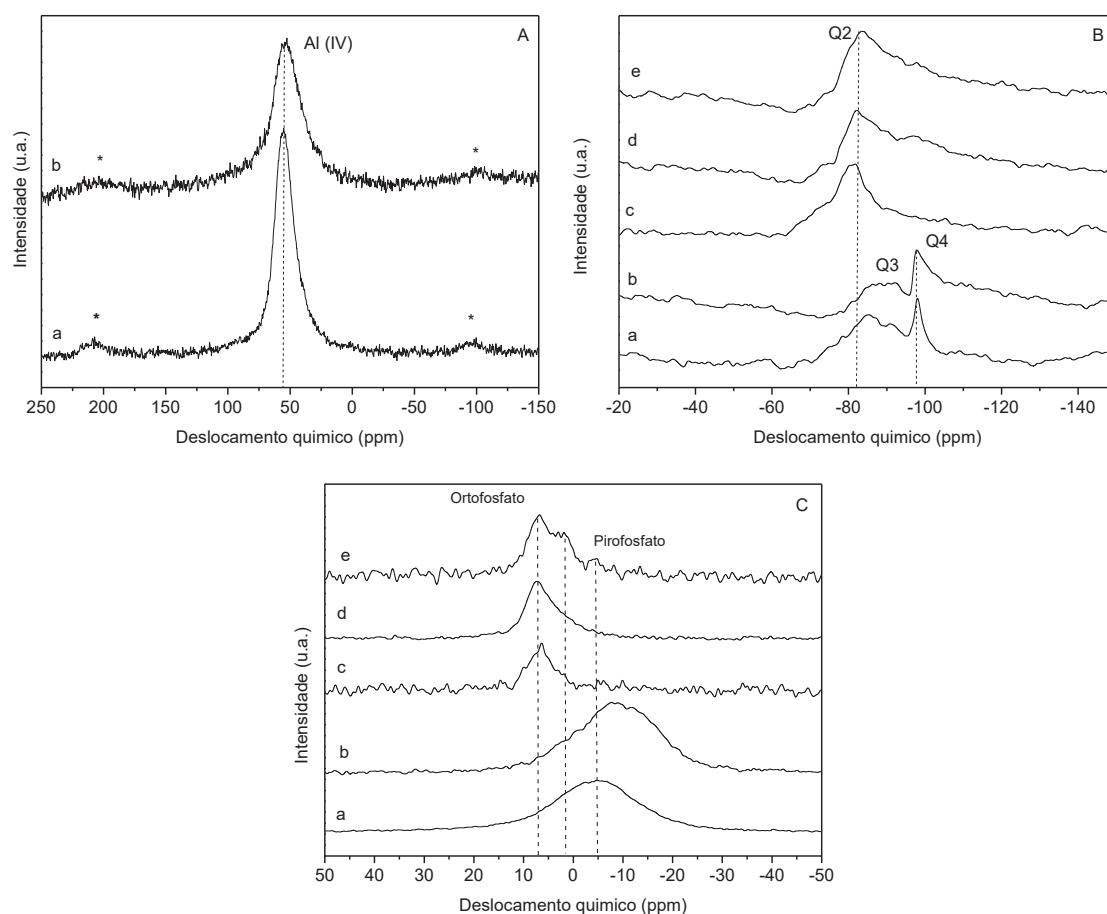 A
Al (IV)
b
*
*
a
*
*
Intensidade (u.a.)
250 200 150 100 50 0 -50 -100 -150
Deslocamento quimico (ppm)
Q2
B
e
d
c
Q4
Q3
b
a
Intensidade (u.a.)
-20 -40 -60 -80 -100 -120 -140
Deslocamento quimico (ppm)
C
Ortofosfato
Pirofosfato
e
d
c
b
a
Intensidade (u.a.)
50 40 30 20 10 0 -10 -20 -30 -40 -50
Deslocamento quimico (ppm)